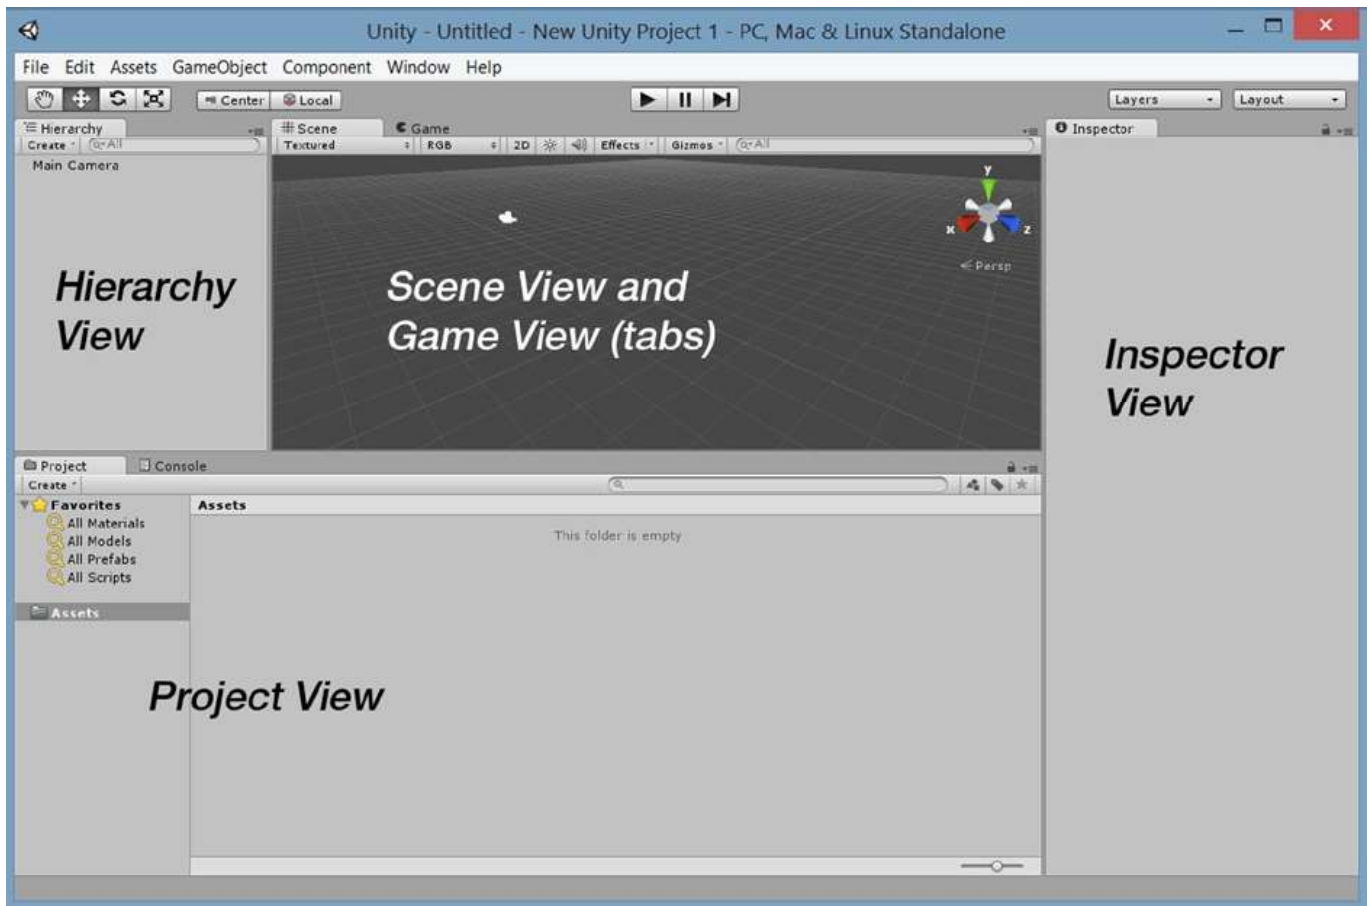 Unity - Untitled - New Unity Project 1 - PC, Mac & Linux Standalone
File Edit Assets GameObject Component Window Help
Center Local
Layers
Layout
Hierarchy
Create All
Main Camera
Hierarchy
View
Scene Game
Textured RGB 2D Effects Gizmos All
y
x z
Persp
Scene View and
Game View (tabs)
Inspector
Inspector
View
Project Console
Create
Favorites
All Materials
All Models
All Prefabs
All Scripts
Assets
Assets
This folder is empty
Project View